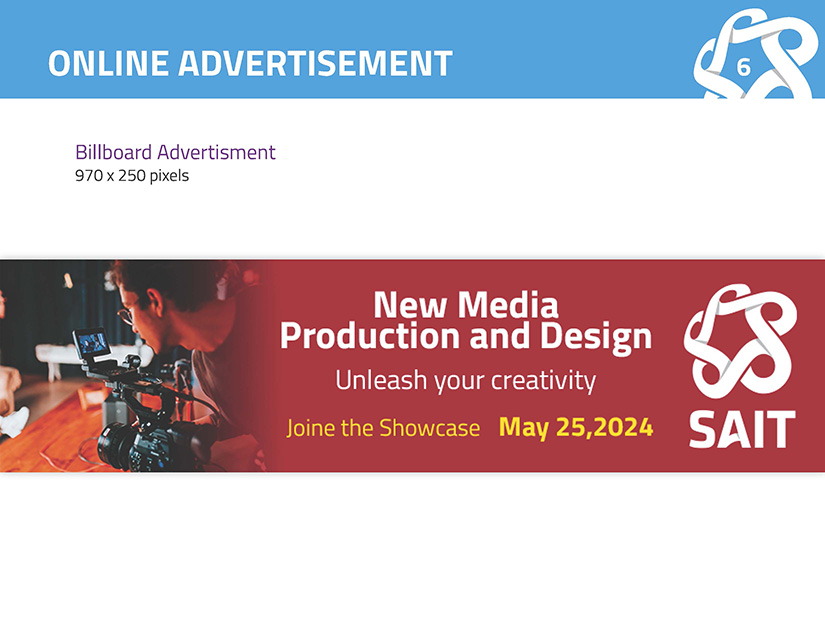 ONLINE ADVERTISEMENT
6
Billboard Advertisment
970 x 250 pixels
New Media
Production and Design
Unleash your creativity
Joine the Showcase May 25,2024
SAIT